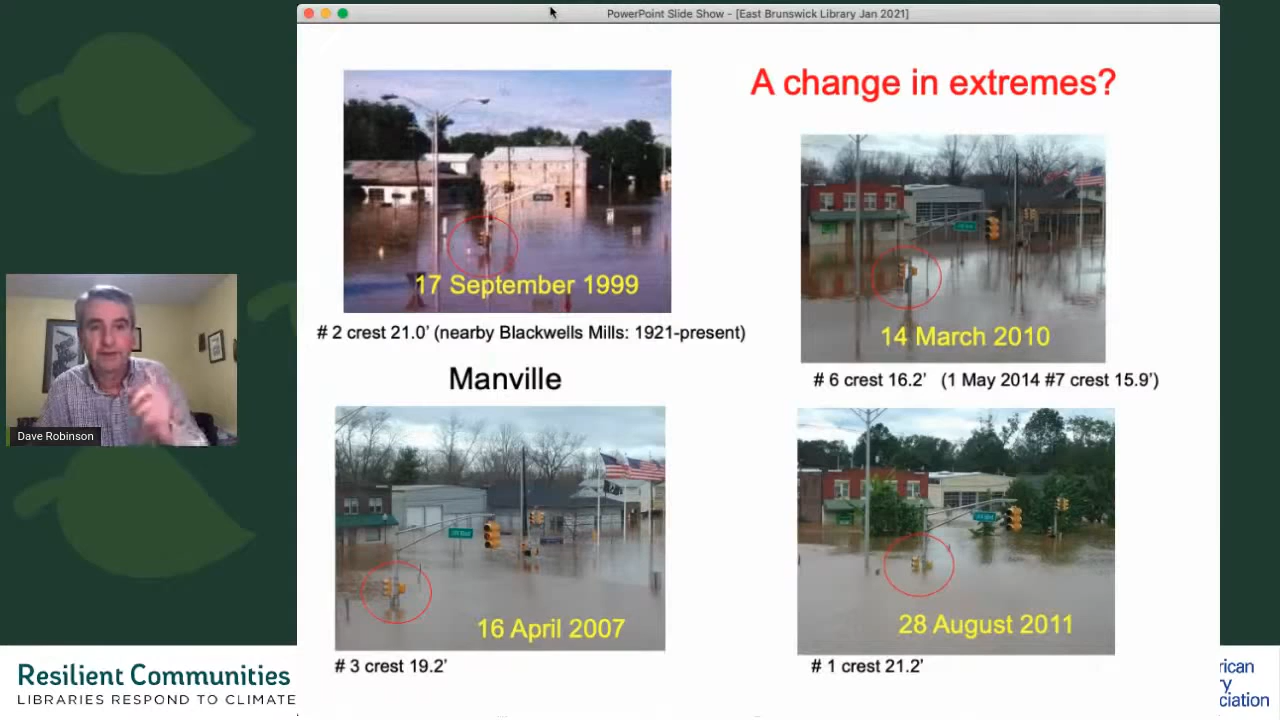 PowerPoint Slide Show - [East Brunswick Library Jan 2021]
A change in extremes?
17 September 1999
# 2 crest 21.0’ (nearby Blackwells Mills: 1921-present)
14 March 2010
# 6 crest 16.2’ (1 May 2014 #7 crest 15.9’)
Manville
16 April 2007
# 3 crest 19.2’
28 August 2011
# 1 crest 21.2’
Dave Robinson
Resilient Communities
LIBRARIES RESPOND TO CLIMATE